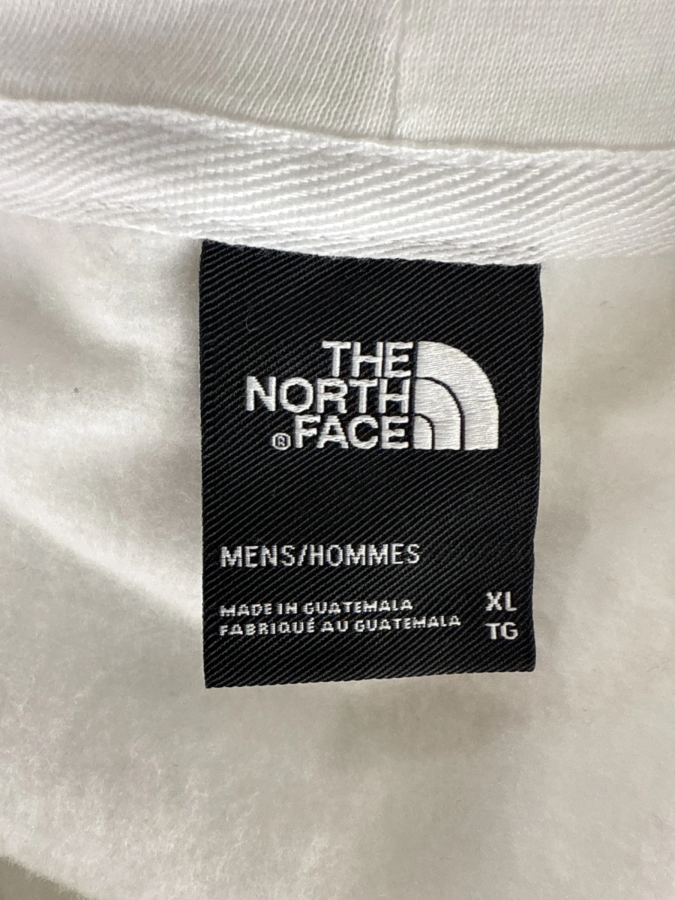 THE
NORTH
®FACE
MENS/HOMMES
MADE IN GUATEMALA XL
FABRIQUÉ AU GUATEMALA TG